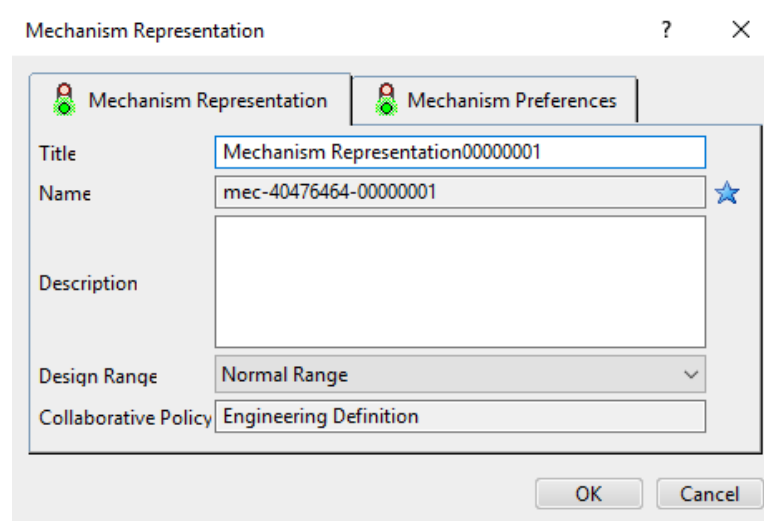 Mechanism Representation ?
Mechanism Representation Mechanism Preferences
Title Mechanism Representation00000001
Name mec-40476464-00000001
Description
Design Range Normal Range
Collaborative Policy Engineering Definition
OK Cancel